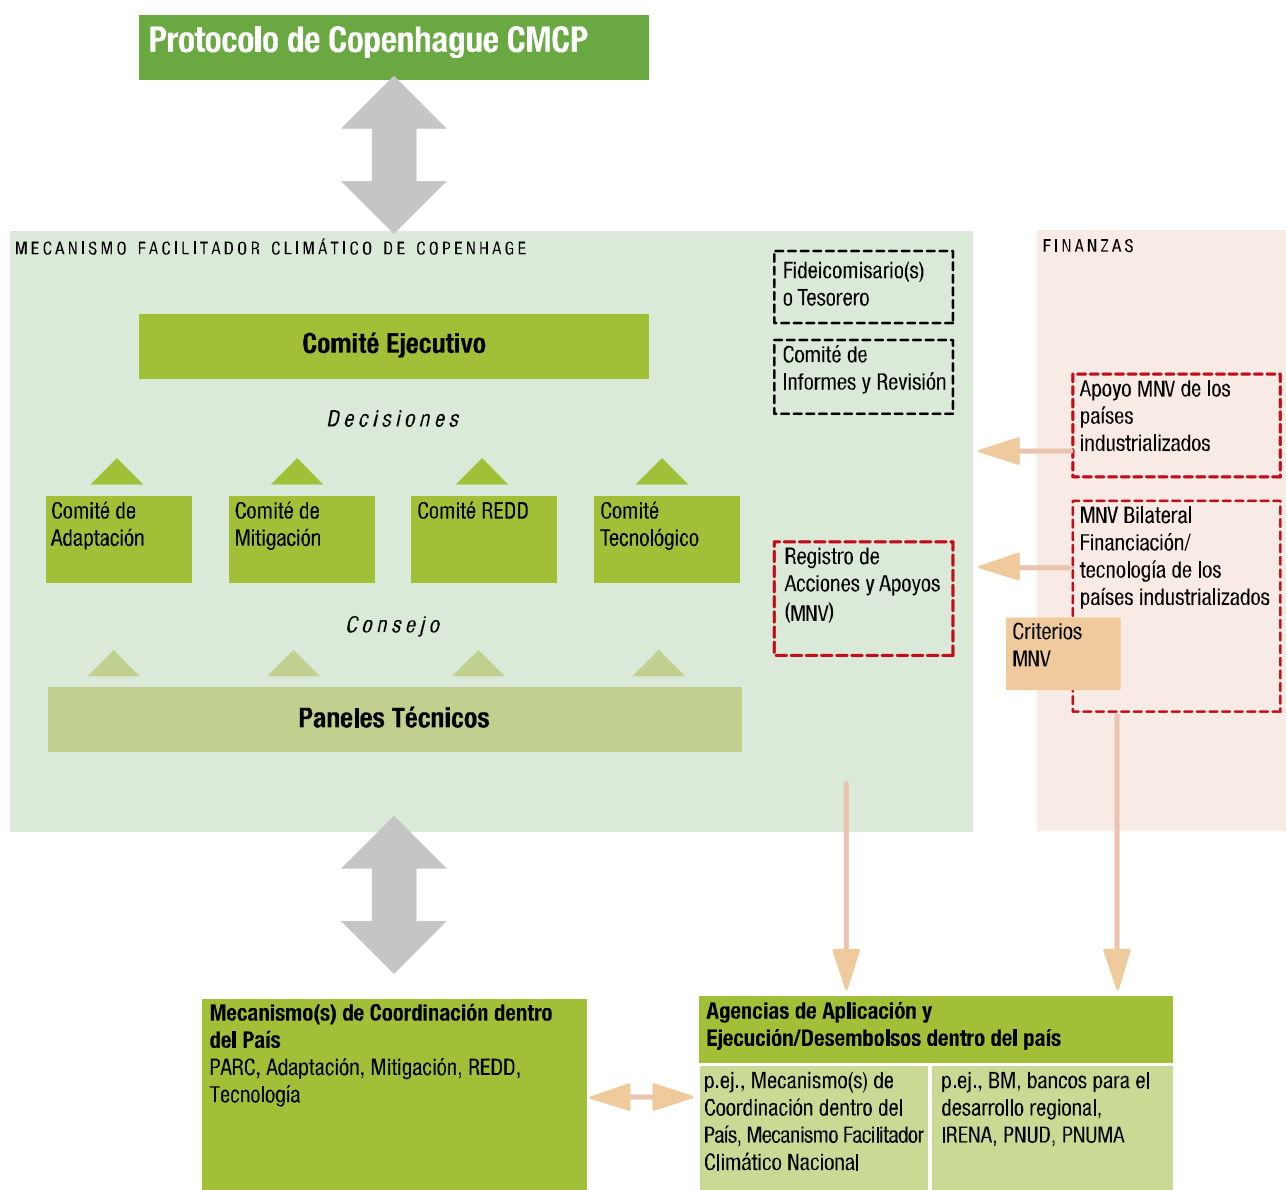 Protocolo de Copenhague CMCP
MECANISMO FACILITADOR CLIMÁTICO DE COPENHAGE
Fideicomisario(s)
o Tesorero
Comité de
Informes y Revisión
Comité Ejecutivo
Decisiones
Comité de
Adaptación
Comité de
Mitigación
Comité REDD
Comité
Tecnológico
Registro de
Acciones y Apoyos
(MNV)
Consejo
Paneles Técnicos
FINANZAS
Apoyo MNV de los
países
industrializados
MNV Bilateral
Financiación/
tecnología de los
países industrializados
Criterios
MNV
Mecanismo(s) de Coordinación dentro
del País
PARC, Adaptación, Mitigación, REDD,
Tecnología
Agencias de Aplicación y
Ejecución/Desembolsos dentro del país
p.ej., Mecanismo(s) de
Coordinación dentro del
País, Mecanismo Facilitador
Climático Nacional
p.ej., BM, bancos para el
desarrollo regional,
IRENA, PNUD, PNUMA